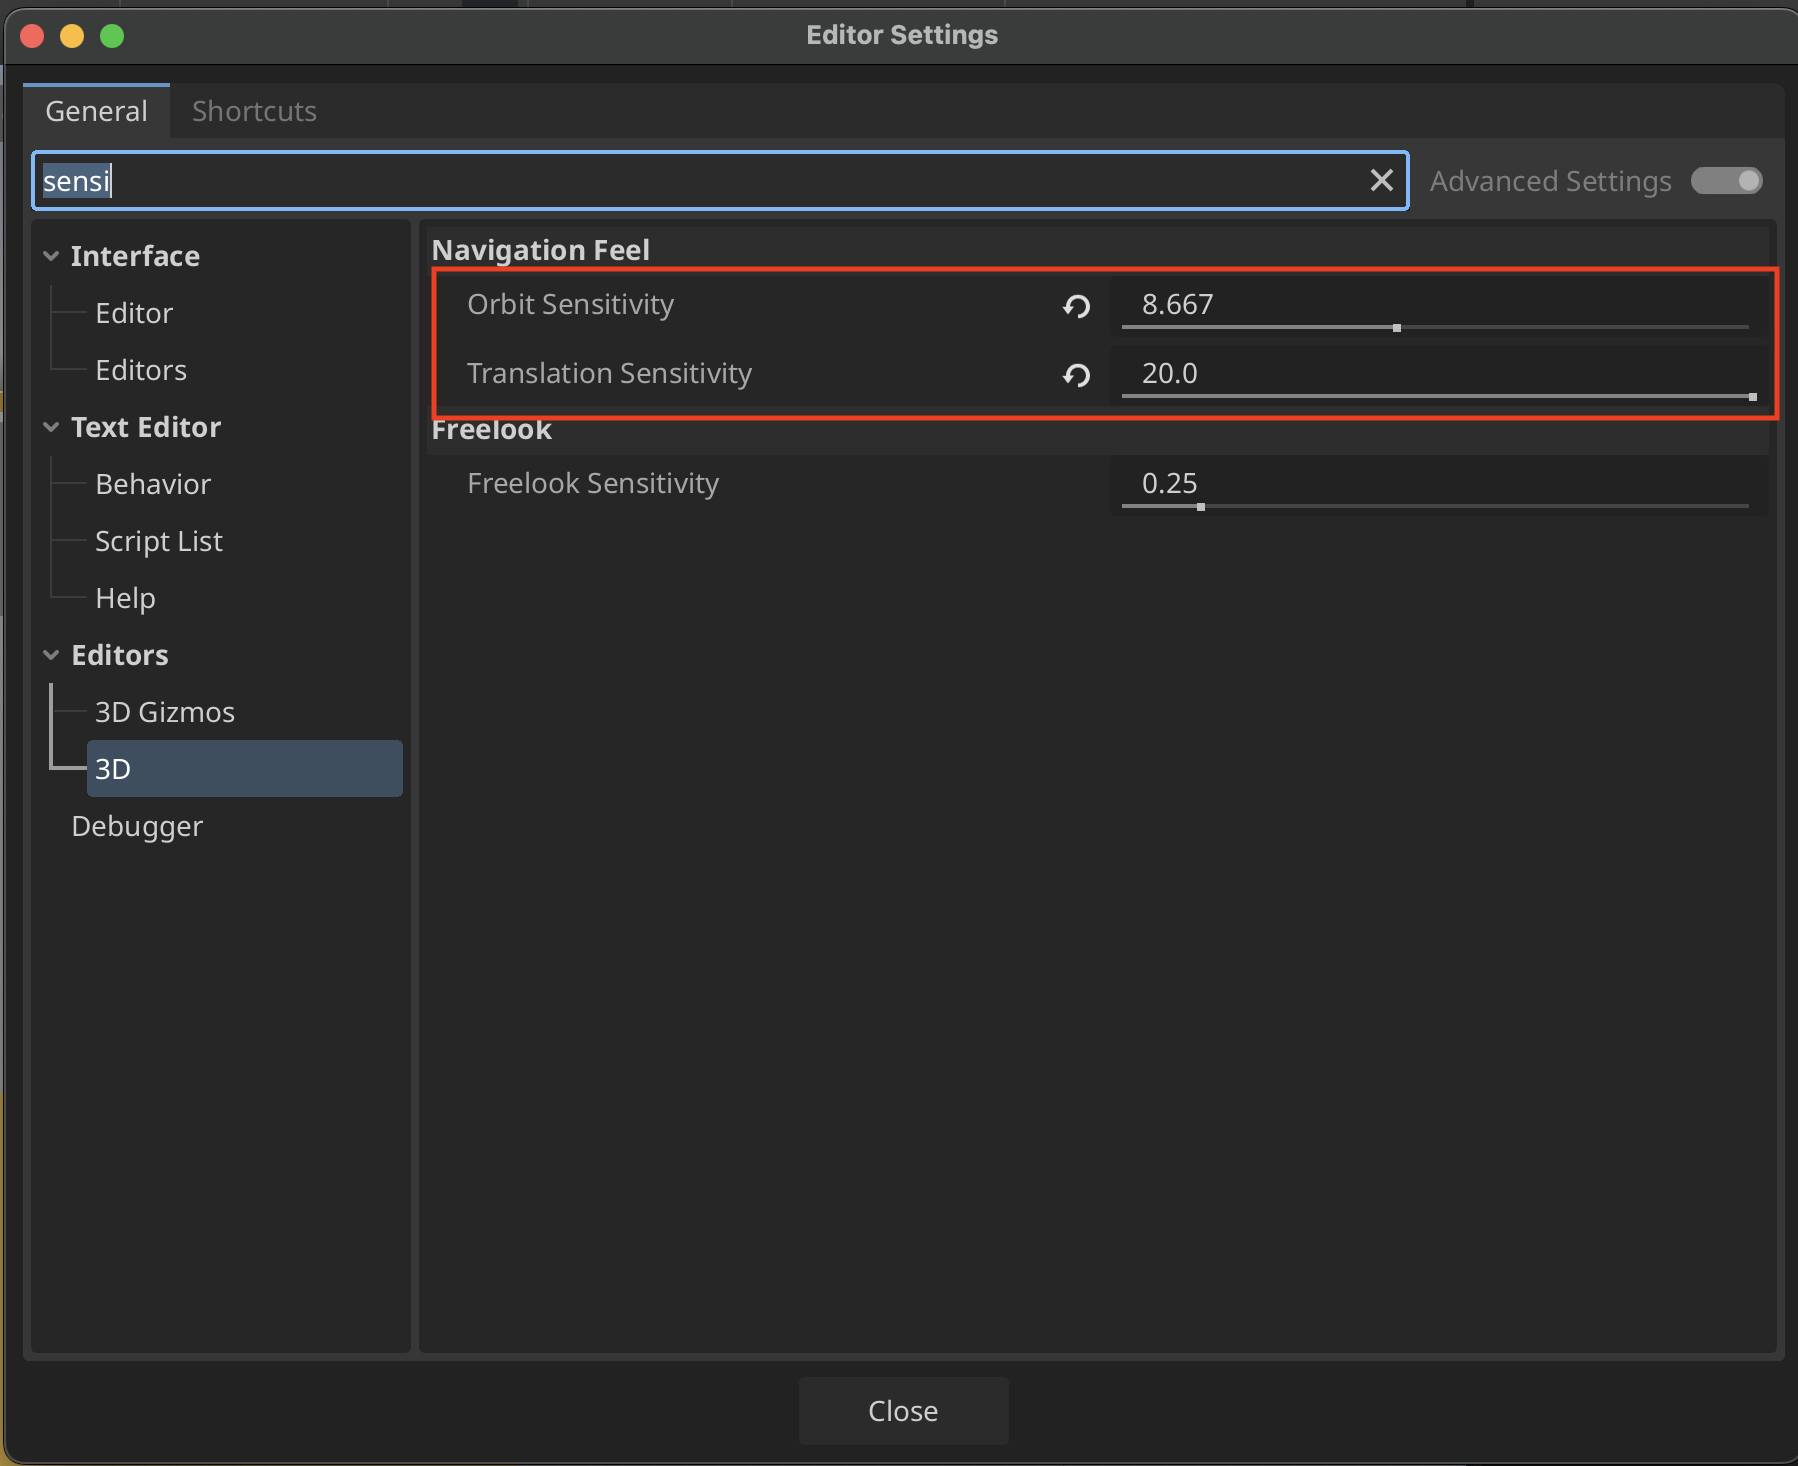 Editor Settings
General
Shortcuts
sensi
Advanced Settings
Interface
Editor
Editors
Text Editor
Behavior
Script List
Help
Editors
3D Gizmos
3D
Debugger
Navigation Feel
Orbit Sensitivity 8.667
Translation Sensitivity 20.0
Freelook
Freelook Sensitivity 0.25
Close